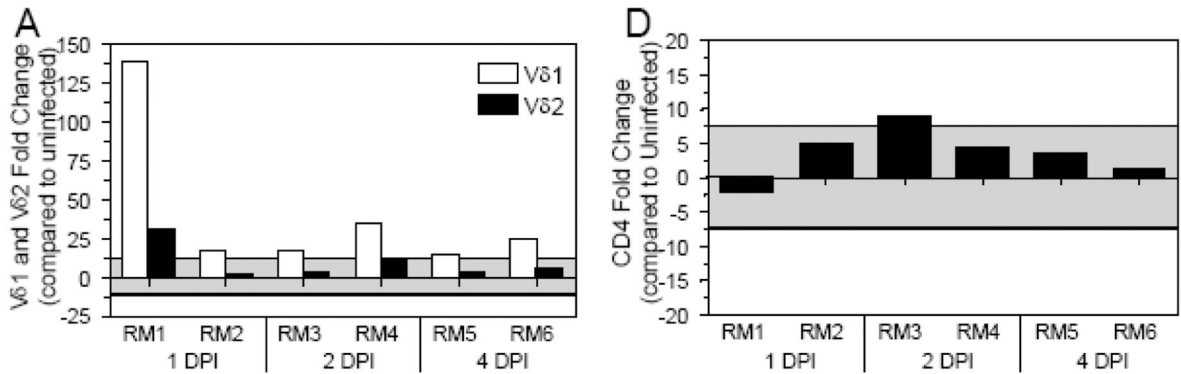 A
Vδ1 and Vδ2 Fold Change
(compared to uninfected)
150
125
100
75
50
25
0
-25
Vδ1
Vδ2
RM1 RM2 RM3 RM4 RM5 RM6
1 DPI 2 DPI 4 DPI
D
CD4 Fold Change
(compared to Uninfected)
20
15
10
5
0
-5
-10
-15
-20
RM1 RM2 RM3 RM4 RM5 RM6
1 DPI 2 DPI 4 DPI